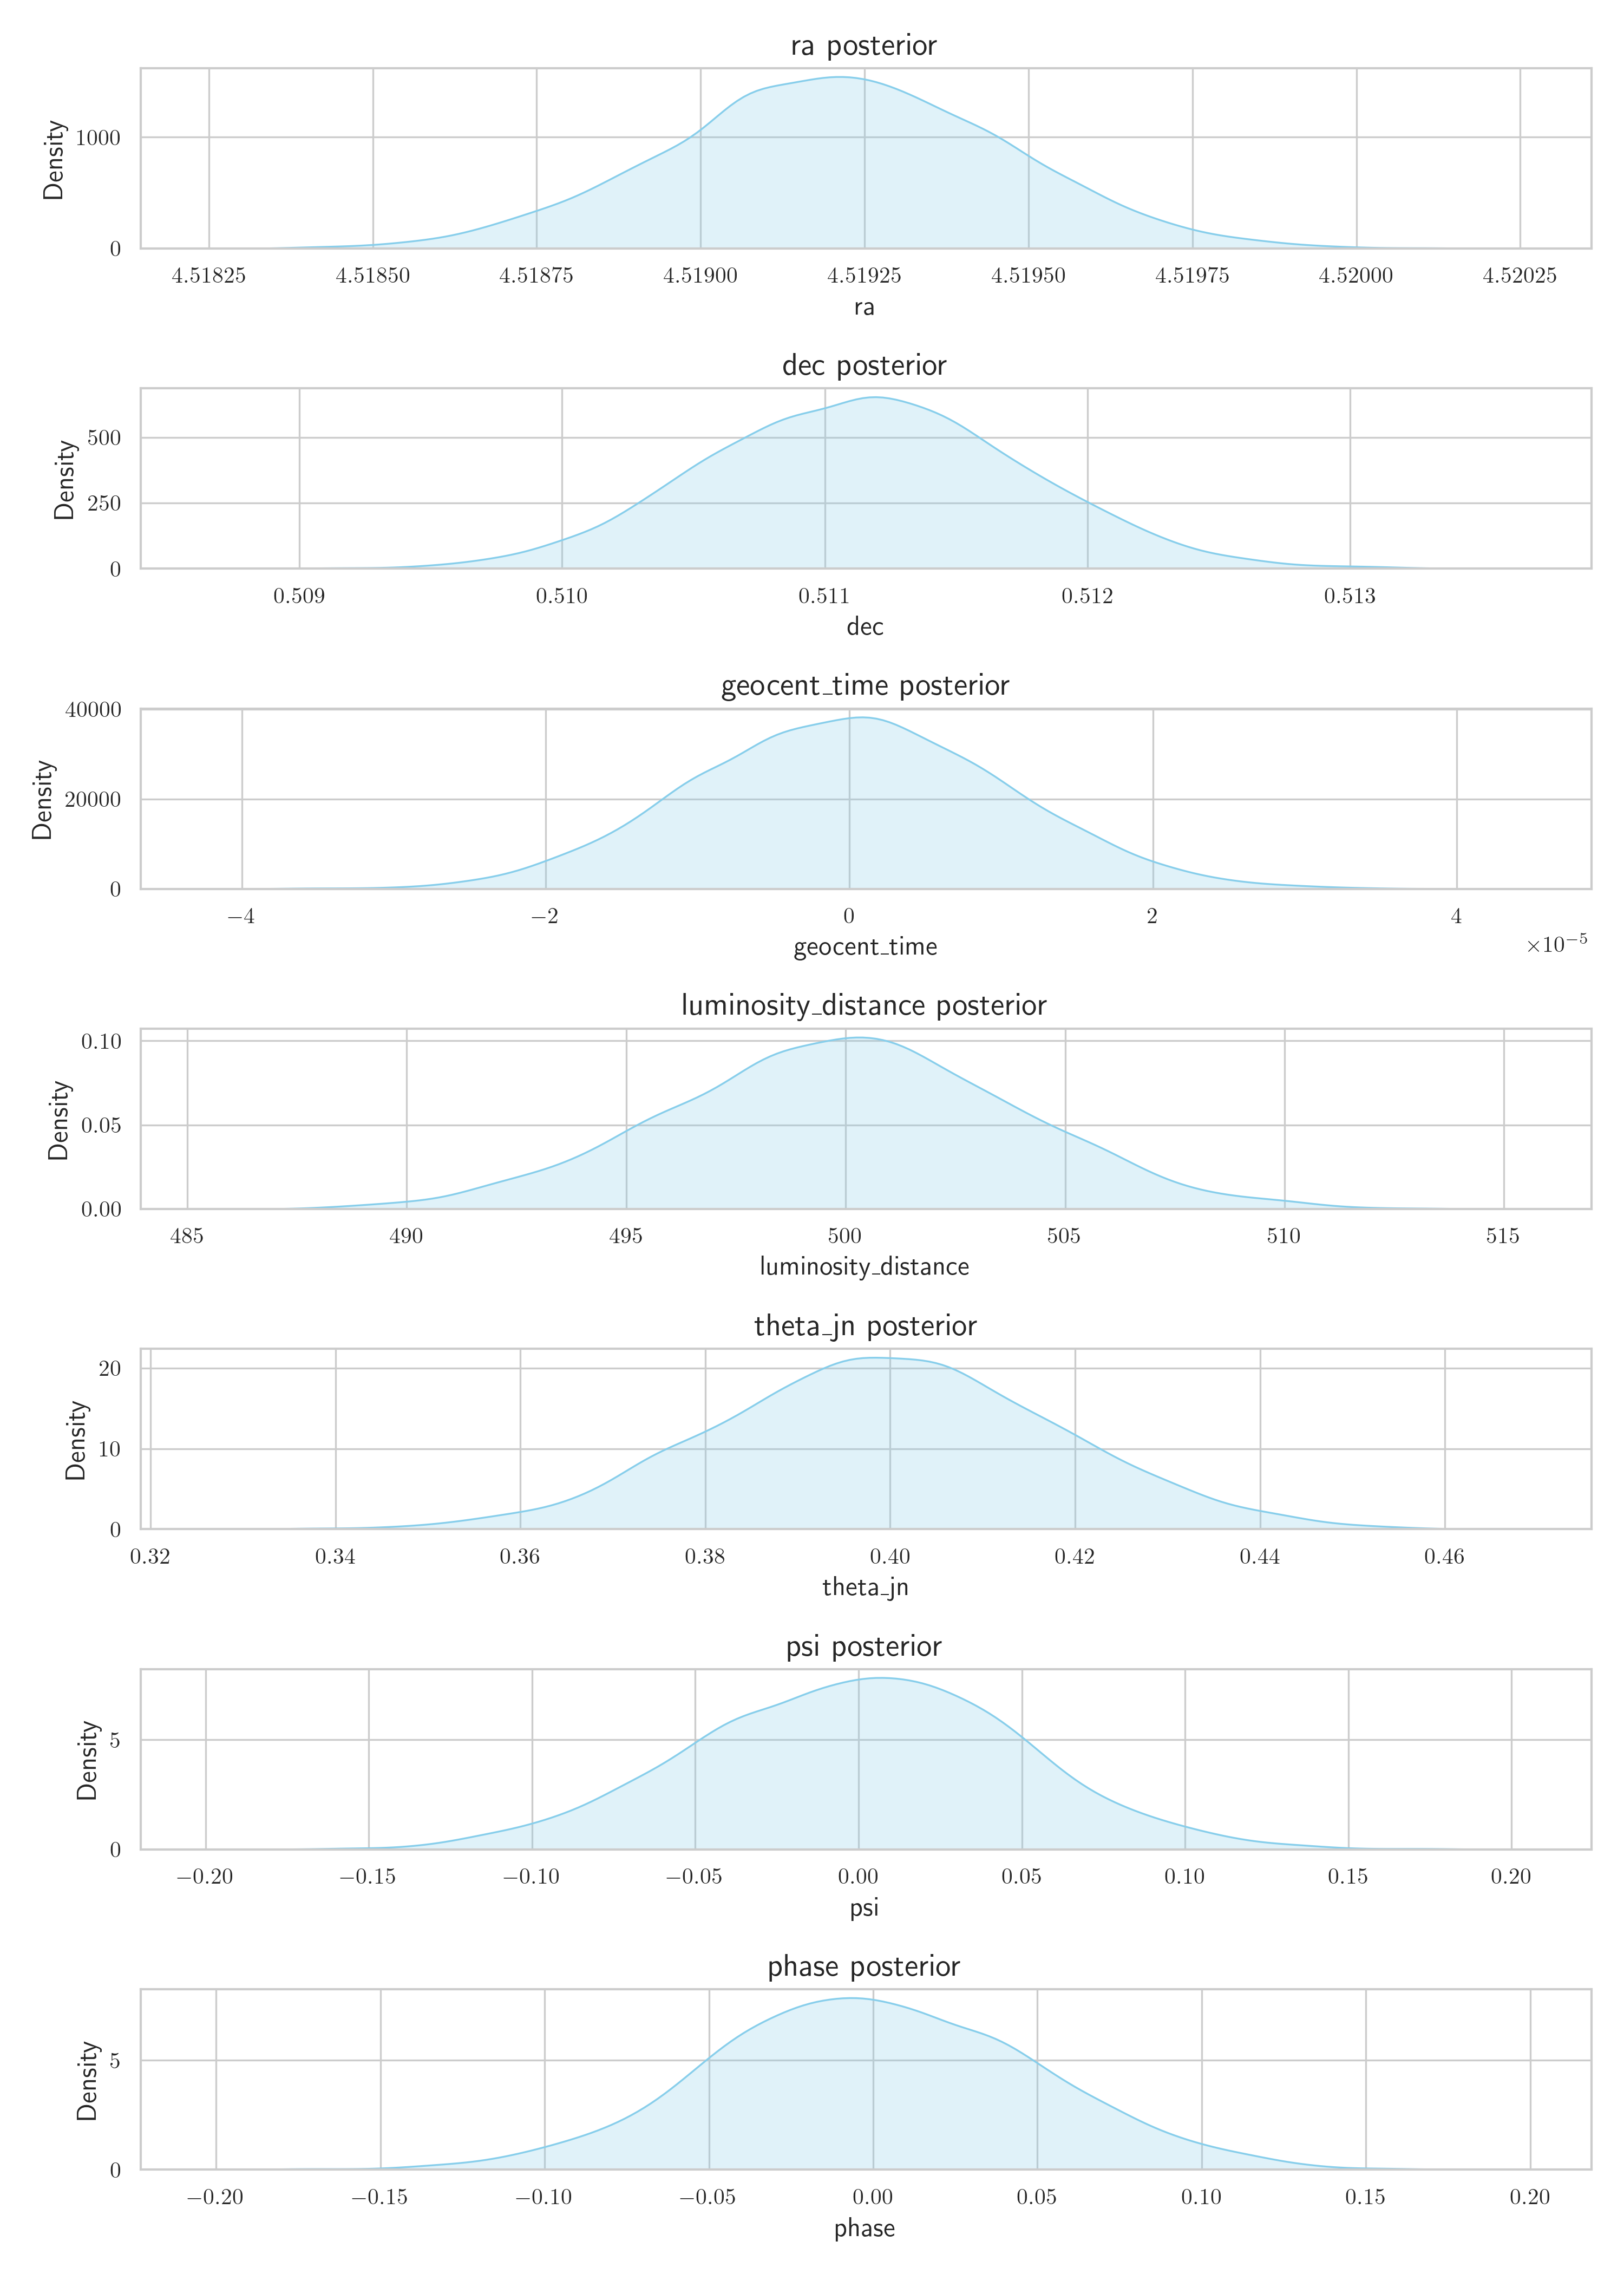 ra posterior
Density
1000
0
4.51825 4.51850 4.51875 4.51900 4.51925 4.51950 4.51975 4.52000 4.52025
ra
dec posterior
Density
500
250
0
0.509 0.510 0.511 0.512 0.513
dec
geocent_time posterior
Density
40000
20000
0
−4 −2 0 2 4
×10⁻⁵
geocent_time
luminosity_distance posterior
Density
0.10
0.05
0.00
485 490 495 500 505 510 515
luminosity_distance
theta_jn posterior
Density
20
10
0
0.32 0.34 0.36 0.38 0.40 0.42 0.44 0.46
theta_jn
psi posterior
Density
5
0
−0.20 −0.15 −0.10 −0.05 0.00 0.05 0.10 0.15 0.20
psi
phase posterior
Density
5
0
−0.20 −0.15 −0.10 −0.05 0.00 0.05 0.10 0.15 0.20
phase